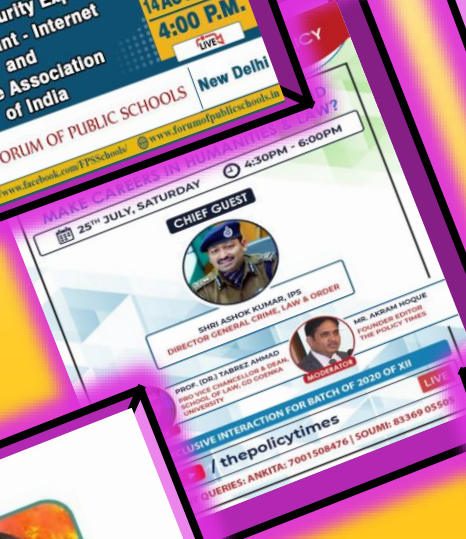 urity
nt - Internet
and
Association
of India
4:00 P.M.
LIVE
ORUM OF PUBLIC SCHOOLS
New Delhi
www.facebook.com/FPSSchools/
www.forumofpublicschools.in
CY
MAKE CAREERS IN HUMANITIES & LAW?
25TH JULY, SATURDAY
4:30PM - 6:00PM
CHIEF GUEST
SHRI ASHOK KUMAR, IPS
DIRECTOR GENERAL CRIME, LAW & ORDER
PROF. (DR.) TABREZ AHMAD
PRO VICE CHANCELLOR & DEAN,
SCHOOL OF LAW, GD GOENKA
UNIVERSITY
MODERATOR
MR. AKRAM HOQUE
FOUNDER EDITOR
THE POLICY TIMES
CLUSIVE INTERACTION FOR BATCH OF 2020 OF XII
/ thepolicytimes
LIVE
QUERIES: ANKITA: 7001508476 | SOUMI: 83369 05505